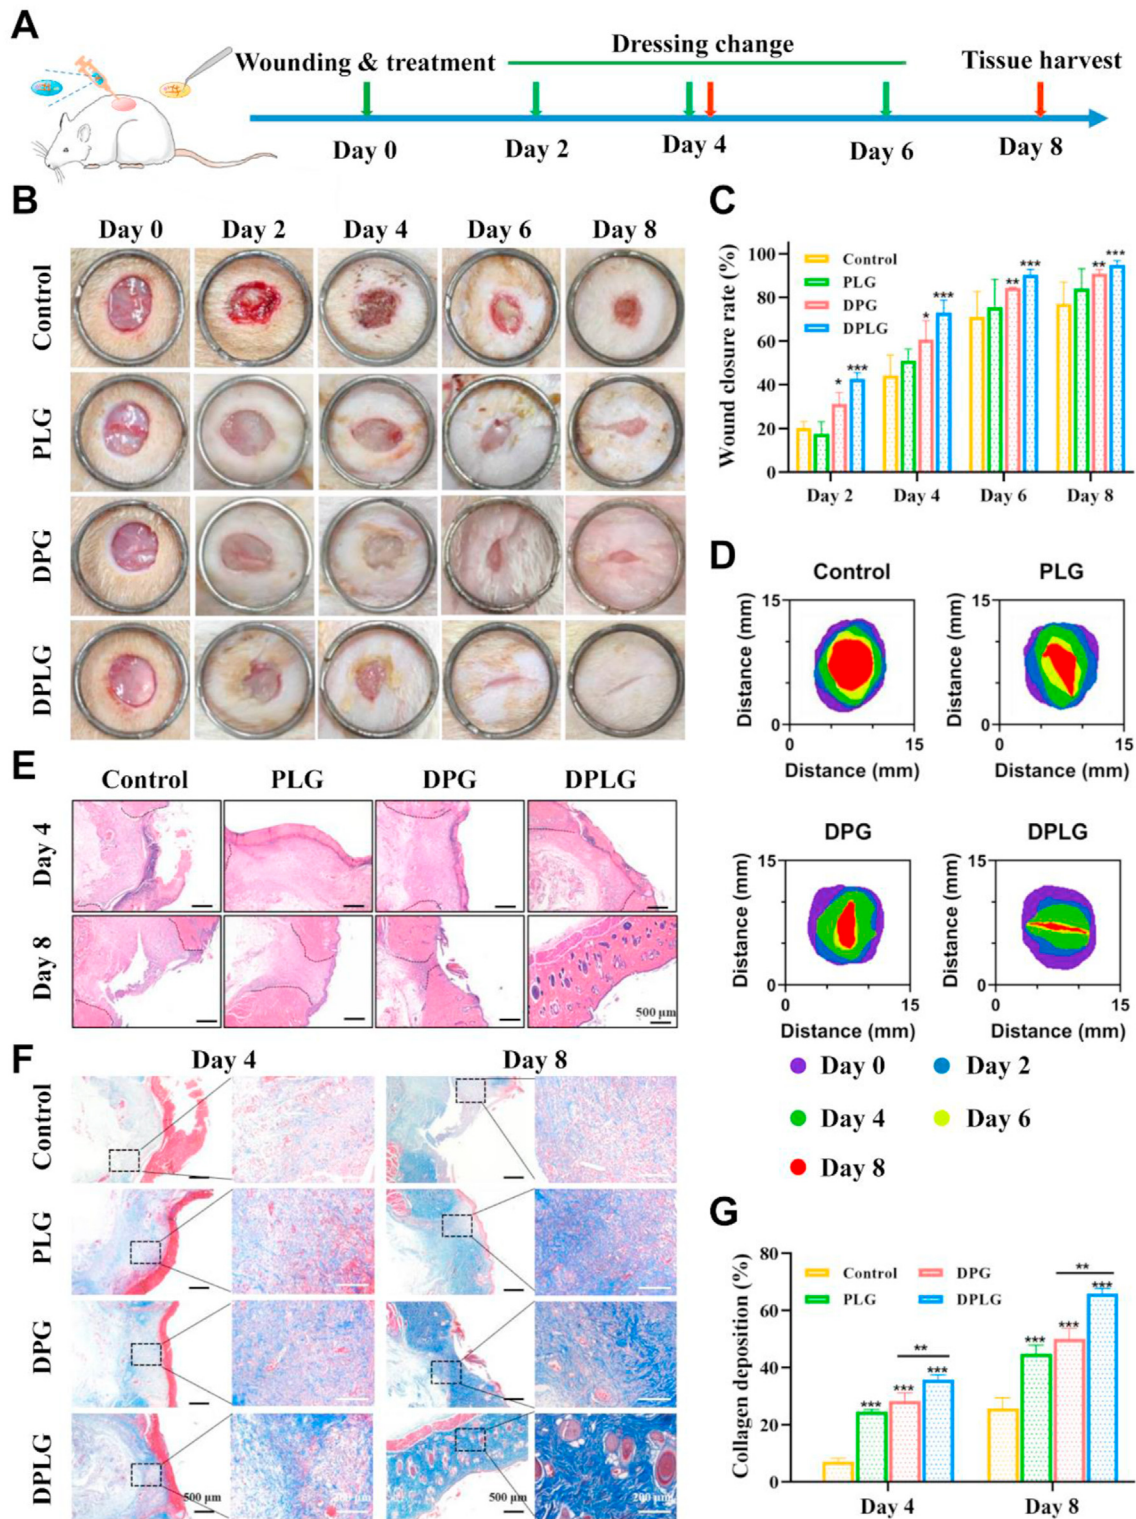 A
Wounding & treatment
Dressing change
Tissue harvest
Day 0
Day 2
Day 4
Day 6
Day 8
B
Day 0 Day 2 Day 4 Day 6 Day 8
Control
PLG
DPG
DPLG
C
Wound closure rate (%)
100
80
60
40
20
0
Control
PLG
DPG
DPLG
* *** * *** ** *** ** ***
Day 2 Day 4 Day 6 Day 8
D
Control PLG
15 15
Distance (mm) Distance (mm)
0 0
0 15 0 15
Distance (mm) Distance (mm)
DPG DPLG
15 15
Distance (mm) Distance (mm)
0 0
0 15 0 15
Distance (mm) Distance (mm)
Day 0 Day 2
Day 4 Day 6
Day 8
E
Control PLG DPG DPLG
Day 4
Day 8
500 µm
F
Day 4 Day 8
Control
PLG
DPG
DPLG
500 µm 200 µm 500 µm 200 µm
G
Collagen deposition (%)
80
60
40
20
0
Control DPG
PLG DPLG
*** *** ** ***
*** *** ** ***
Day 4 Day 8